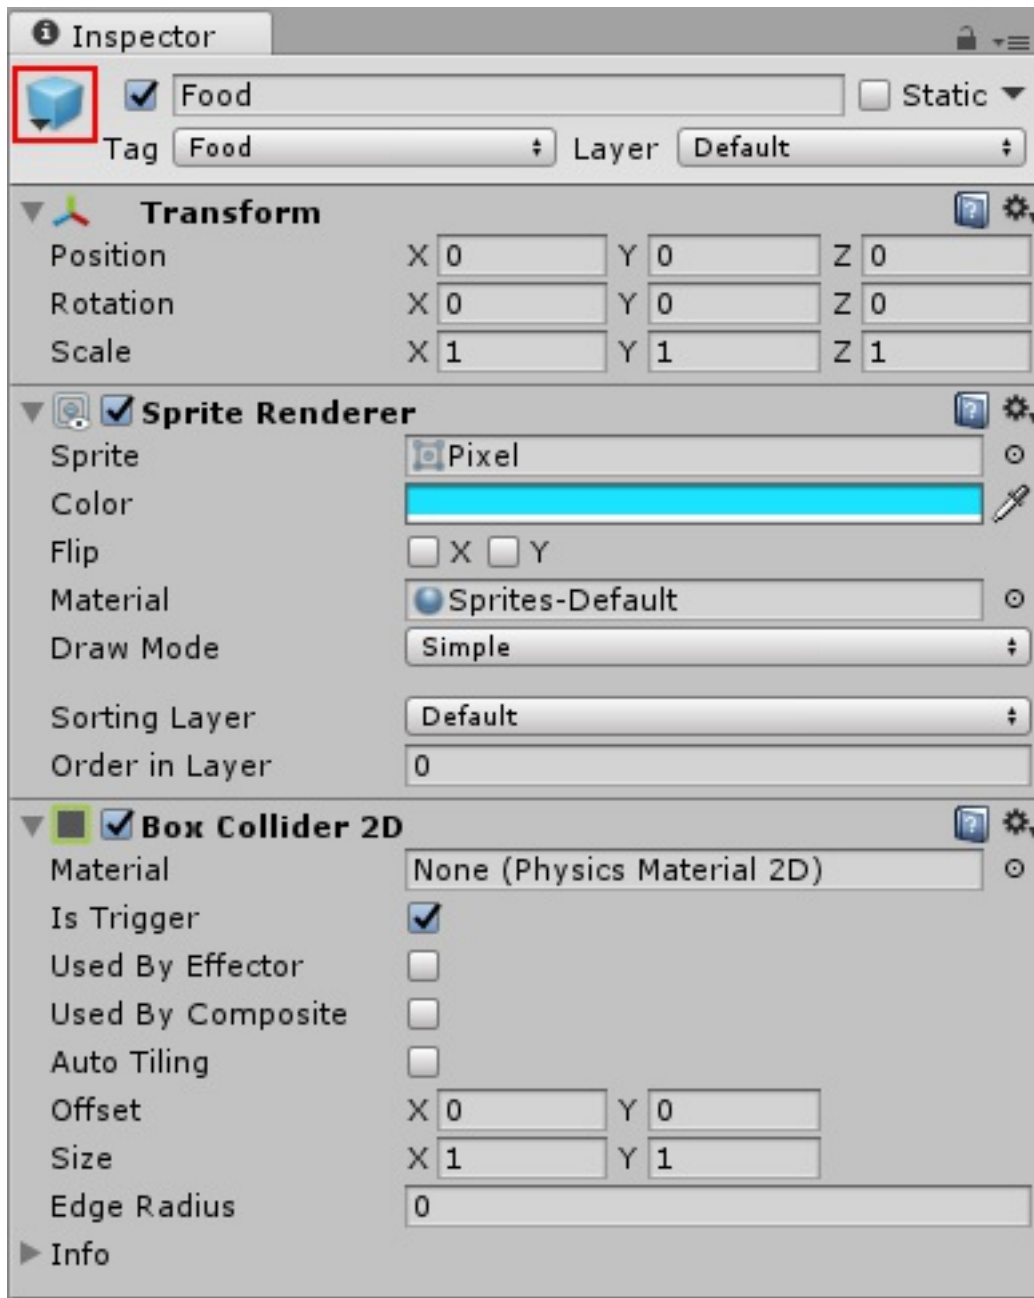 Inspector
Food Static
Tag Food Layer Default
Transform
Position X 0 Y 0 Z 0
Rotation X 0 Y 0 Z 0
Scale X 1 Y 1 Z 1
Sprite Renderer
Sprite Pixel
Color
Flip X Y
Material Sprites-Default
Draw Mode Simple
Sorting Layer Default
Order in Layer 0
Box Collider 2D
Material None (Physics Material 2D)
Is Trigger
Used By Effector
Used By Composite
Auto Tiling
Offset X 0 Y 0
Size X 1 Y 1
Edge Radius 0
Info